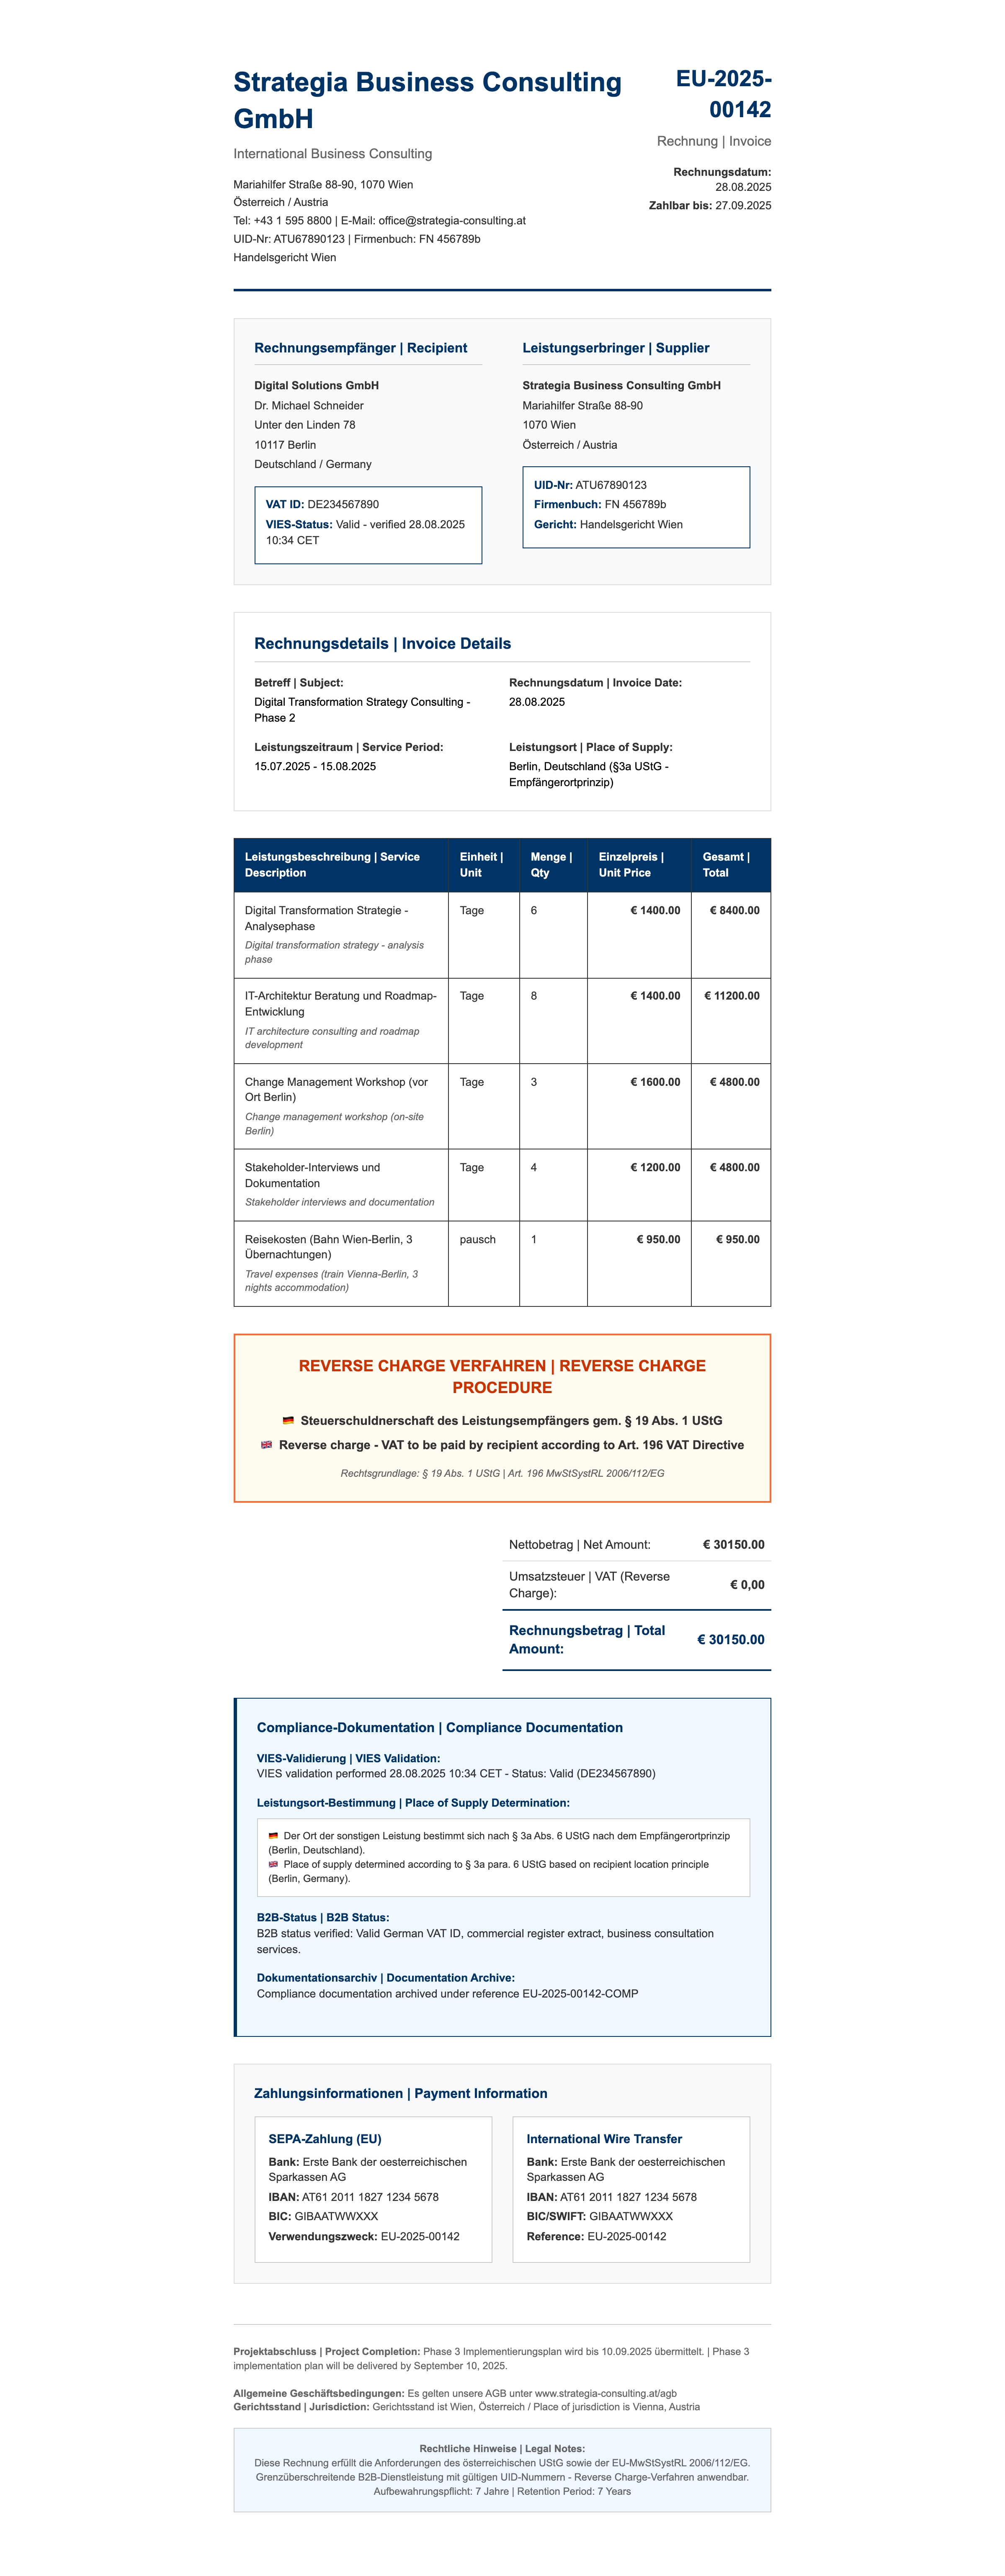 Strategia Business Consulting
GmbH
International Business Consulting
Mariahilfer Straße 88-90, 1070 Wien
Österreich / Austria
Tel: +43 1 595 8800 | E-Mail: office@strategia-consulting.at
UID-Nr: ATU67890123 | Firmenbuch: FN 456789b
Handelsgericht Wien
EU-2025-
00142
Rechnung | Invoice
Rechnungsdatum:
28.08.2025
Zahlbar bis: 27.09.2025
Rechnungsempfänger | Recipient
Digital Solutions GmbH
Dr. Michael Schneider
Unter den Linden 78
10117 Berlin
Deutschland / Germany
VAT ID: DE234567890
VIES-Status: Valid - verified 28.08.2025
10:34 CET
Leistungserbringer | Supplier
Strategia Business Consulting GmbH
Mariahilfer Straße 88-90
1070 Wien
Österreich / Austria
UID-Nr: ATU67890123
Firmenbuch: FN 456789b
Gericht: Handelsgericht Wien
Rechnungsdetails | Invoice Details
Betreff | Subject:
Digital Transformation Strategy Consulting -
Phase 2
Rechnungsdatum | Invoice Date:
28.08.2025
Leistungszeitraum | Service Period:
15.07.2025 - 15.08.2025
Leistungsort | Place of Supply:
Berlin, Deutschland (§3a UStG -
Empfängerortprinzip)
Leistungsbeschreibung | Service
Description
Einheit |
Unit
Menge |
Qty
Einzelpreis |
Unit Price
Gesamt |
Total
Digital Transformation Strategie -
Analysephase
Digital transformation strategy - analysis
phase
Tage
6
€ 1400.00
€ 8400.00
IT-Architektur Beratung und Roadmap-
Entwicklung
IT architecture consulting and roadmap
development
Tage
8
€ 1400.00
€ 11200.00
Change Management Workshop (vor
Ort Berlin)
Change management workshop (on-site
Berlin)
Tage
3
€ 1600.00
€ 4800.00
Stakeholder-Interviews und
Dokumentation
Stakeholder interviews and documentation
Tage
4
€ 1200.00
€ 4800.00
Reisekosten (Bahn Wien-Berlin, 3
Übernachtungen)
Travel expenses (train Vienna-Berlin, 3
nights accommodation)
pausch
1
€ 950.00
€ 950.00
REVERSE CHARGE VERFAHREN | REVERSE CHARGE
PROCEDURE
Steuerschuldnerschaft des Leistungsempfängers gem. § 19 Abs. 1 UStG
Reverse charge - VAT to be paid by recipient according to Art. 196 VAT Directive
Rechtsgrundlage: § 19 Abs. 1 UStG | Art. 196 MwStSystRL 2006/112/EG
Nettobetrag | Net Amount:
€ 30150.00
Umsatzsteuer | VAT (Reverse
Charge):
€ 0,00
Rechnungsbetrag | Total
Amount:
€ 30150.00
Compliance-Dokumentation | Compliance Documentation
VIES-Validierung | VIES Validation:
VIES validation performed 28.08.2025 10:34 CET - Status: Valid (DE234567890)
Leistungsort-Bestimmung | Place of Supply Determination:
Der Ort der sonstigen Leistung bestimmt sich nach § 3a Abs. 6 UStG nach dem Empfängerortprinzip
(Berlin, Deutschland).
Place of supply determined according to § 3a para. 6 UStG based on recipient location principle
(Berlin, Germany).
B2B-Status | B2B Status:
B2B status verified: Valid German VAT ID, commercial register extract, business consultation
services.
Dokumentationsarchiv | Documentation Archive:
Compliance documentation archived under reference EU-2025-00142-COMP
Zahlungsinformationen | Payment Information
SEPA-Zahlung (EU)
Bank: Erste Bank der oesterreichischen
Sparkassen AG
IBAN: AT61 2011 1827 1234 5678
BIC: GIBAATWWXXX
Verwendungszweck: EU-2025-00142
International Wire Transfer
Bank: Erste Bank der oesterreichischen
Sparkassen AG
IBAN: AT61 2011 1827 1234 5678
BIC/SWIFT: GIBAATWWXXX
Reference: EU-2025-00142
Projektabschluss | Project Completion: Phase 3 Implementierungsplan wird bis 10.09.2025 übermittelt. | Phase 3
implementation plan will be delivered by September 10, 2025.
Allgemeine Geschäftsbedingungen: Es gelten unsere AGB unter www.strategia-consulting.at/agb
Gerichtsstand | Jurisdiction: Gerichtsstand ist Wien, Österreich / Place of jurisdiction is Vienna, Austria
Rechtliche Hinweise | Legal Notes:
Diese Rechnung erfüllt die Anforderungen des österreichischen UStG sowie der EU-MwStSystRL 2006/112/EG.
Grenzüberschreitende B2B-Dienstleistung mit gültigen UID-Nummern - Reverse Charge-Verfahren anwendbar.
Aufbewahrungspflicht: 7 Jahre | Retention Period: 7 Years